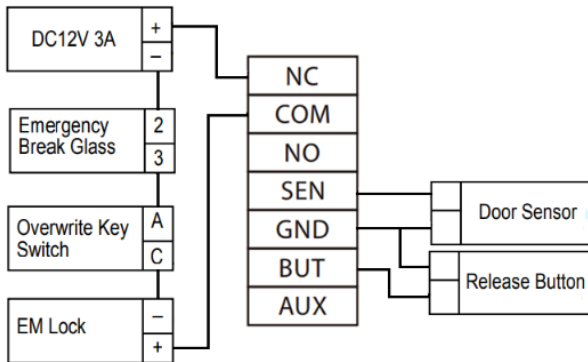 DC12V 3A
+
–
Emergency
Break Glass
2
3
Overwrite Key
Switch
A
C
EM Lock
–
+
NC
COM
NO
SEN
GND
BUT
AUX
Door Sensor
Release Button